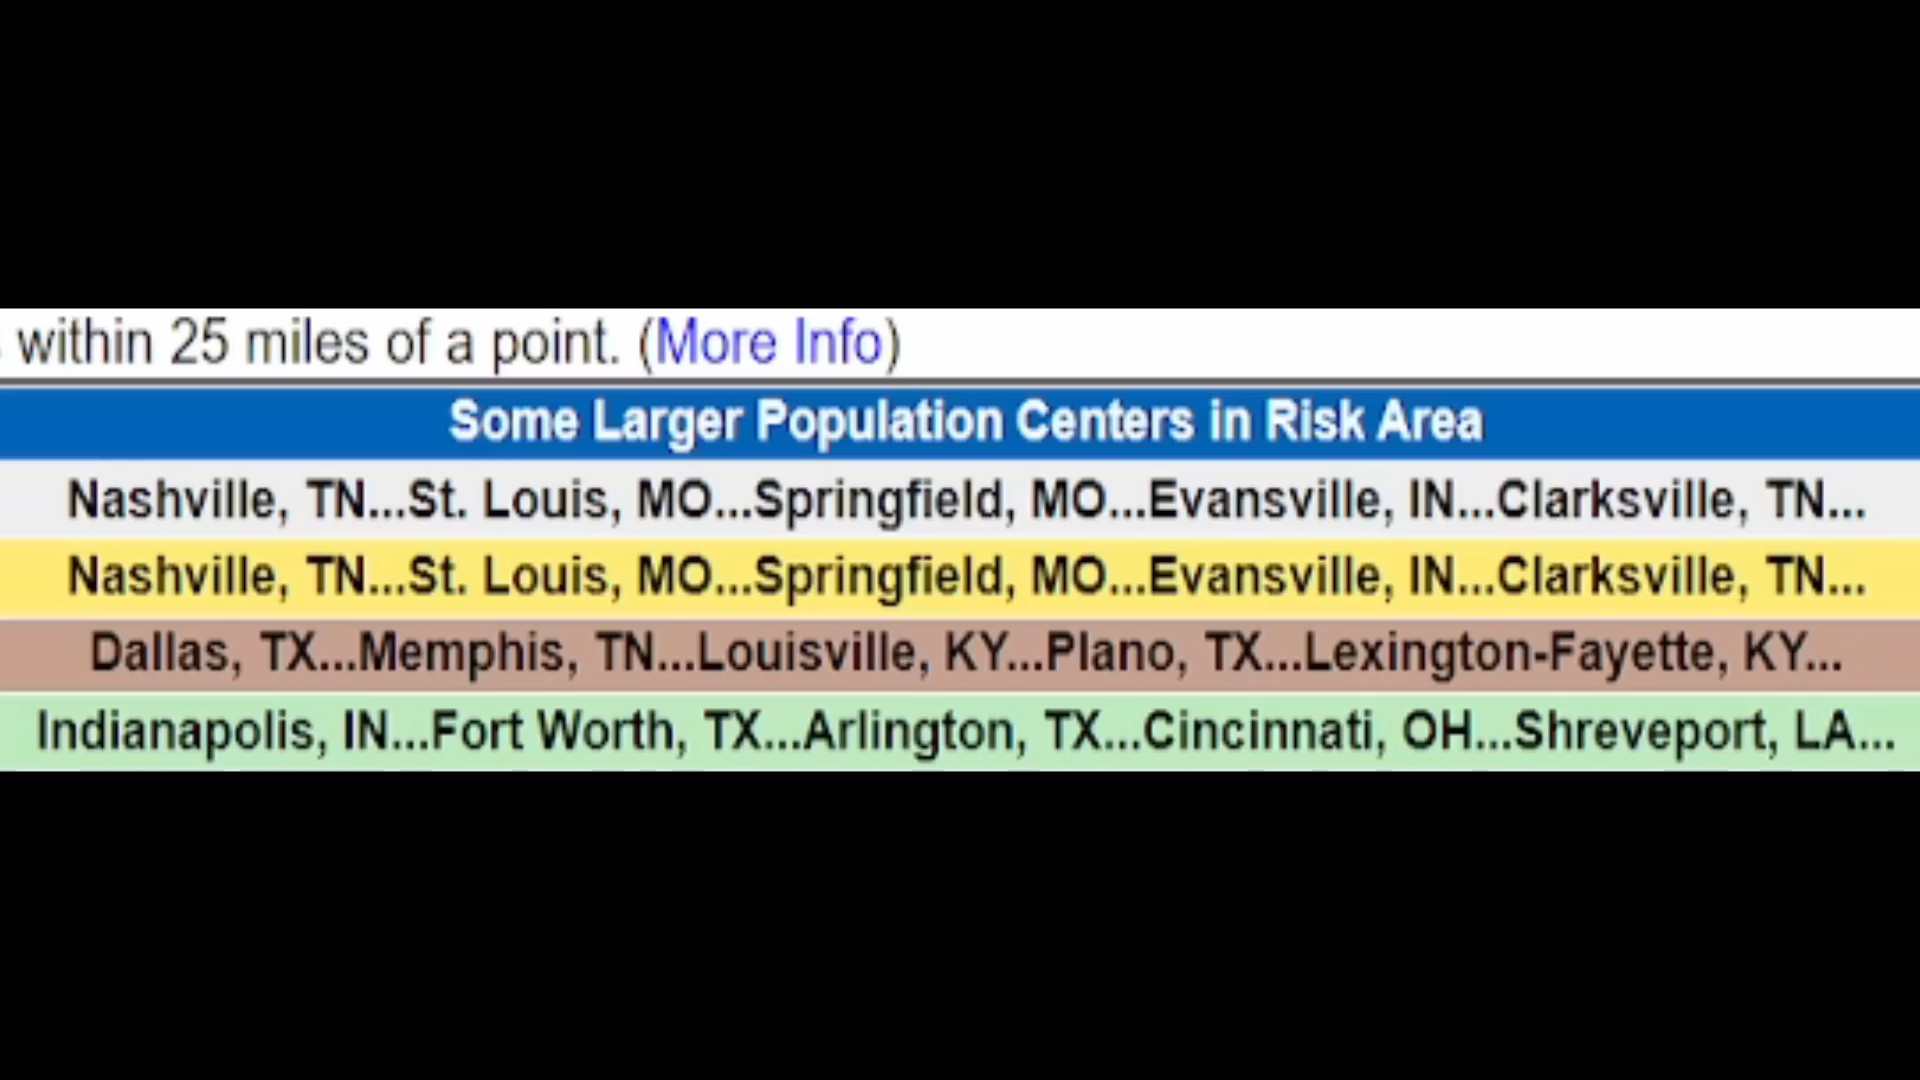 within 25 miles of a point. (More Info)
Some Larger Population Centers in Risk Area
Nashville, TN...St. Louis, MO...Springfield, MO...Evansville, IN...Clarksville, TN...
Nashville, TN...St. Louis, MO...Springfield, MO...Evansville, IN...Clarksville, TN...
Dallas, TX...Memphis, TN...Louisville, KY...Plano, TX...Lexington-Fayette, KY...
Indianapolis, IN...Fort Worth, TX...Arlington, TX...Cincinnati, OH...Shreveport, LA...